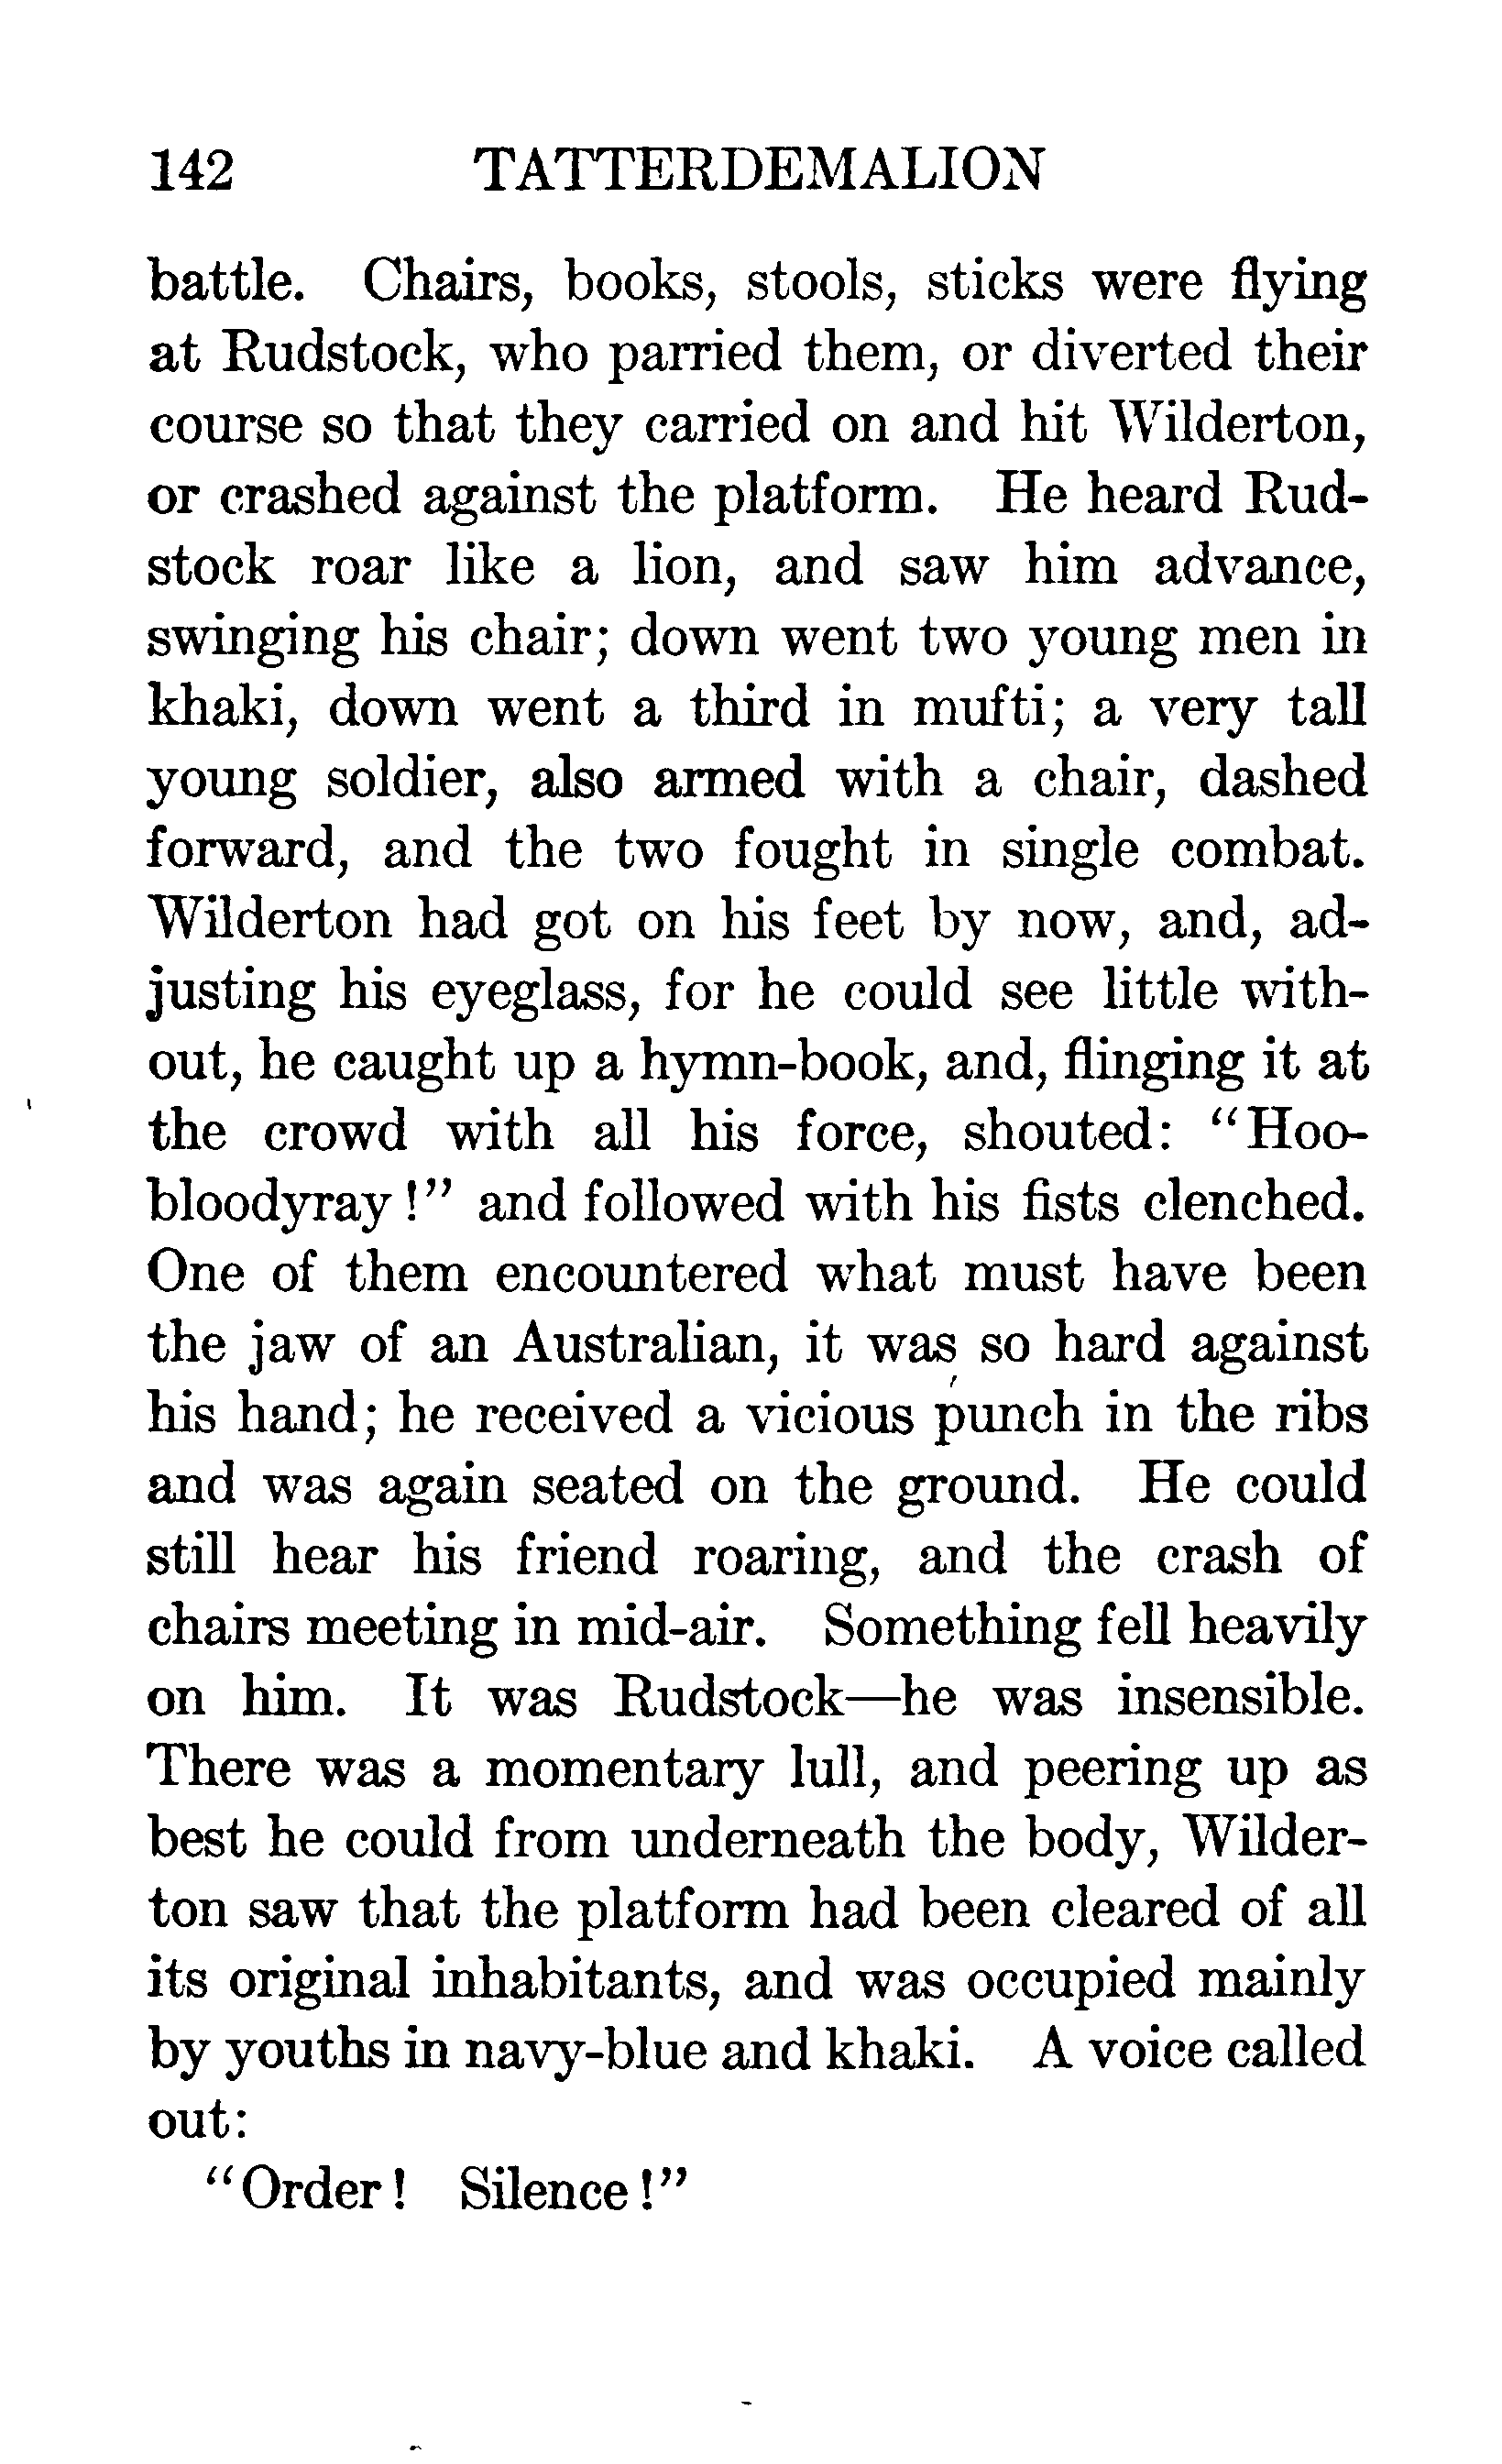 142 TATTERDEMALION
battle. Chairs, books, stools, sticks were flying
at Rudstock, who parried them, or diverted their
course so that they carried on and hit Wilderton,
or crashed against the platform. He heard Rud-
stock roar like a lion, and saw him advance,
swinging his chair; down went two young men in
khaki, down went a third in mufti; a very tall
young soldier, also armed with a chair, dashed
forward, and the two fought in single combat.
Wilderton had got on his feet by now, and, ad-
justing his eyeglass, for he could see little with-
out, he caught up a hymn-book, and, flinging it at
the crowd with all his force, shouted: "Hoo-
bloodyray!" and followed with his fists clenched.
One of them encountered what must have been
the jaw of an Australian, it was so hard against
his hand; he received a vicious punch in the ribs
and was again seated on the ground. He could
still hear his friend roaring, and the crash of
chairs meeting in mid-air. Something fell heavily
on him. It was Rudstock—he was insensible.
There was a momentary lull, and peering up as
best he could from underneath the body, Wilder-
ton saw that the platform had been cleared of all
its original inhabitants, and was occupied mainly
by youths in navy-blue and khaki. A voice called
out:
"Order! Silence!"